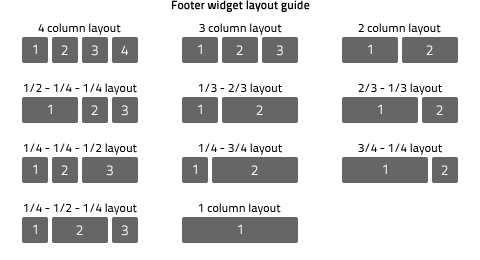 Footer widget layout guide
4 column layout 3 column layout 2 column layout
1 2 3 4 1 2 3 1 2
1/2 - 1/4 - 1/4 layout 1/3 - 2/3 layout 2/3 - 1/3 layout
1 2 3 1 2 1 2
1/4 - 1/4 - 1/2 layout 1/4 - 3/4 layout 3/4 - 1/4 layout
1 2 3 1 2 1 2
1/4 - 1/2 - 1/4 layout 1 column layout
1 2 3 1